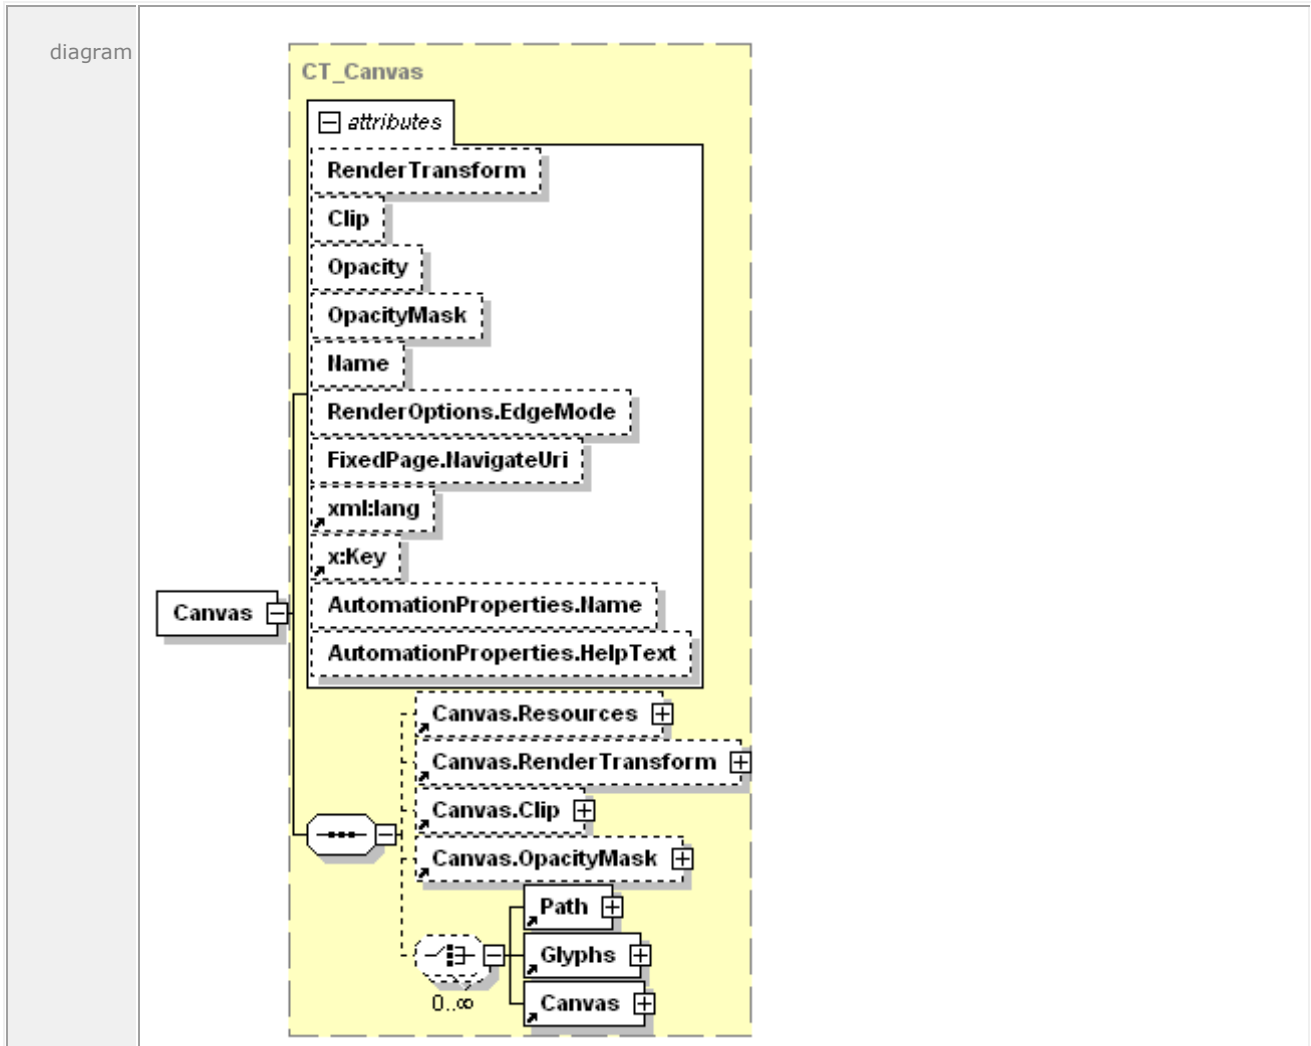 diagram
CT_Canvas
attributes
RenderTransform
Clip
Opacity
OpacityMask
Name
RenderOptions.EdgeMode
FixedPage.NavigateUri
xml:lang
x:Key
Canvas
AutomationProperties.Name
AutomationProperties.HelpText
Canvas.Resources
Canvas.RenderTransform
Canvas.Clip
Canvas.OpacityMask
Path
Glyphs
Canvas
0..∞